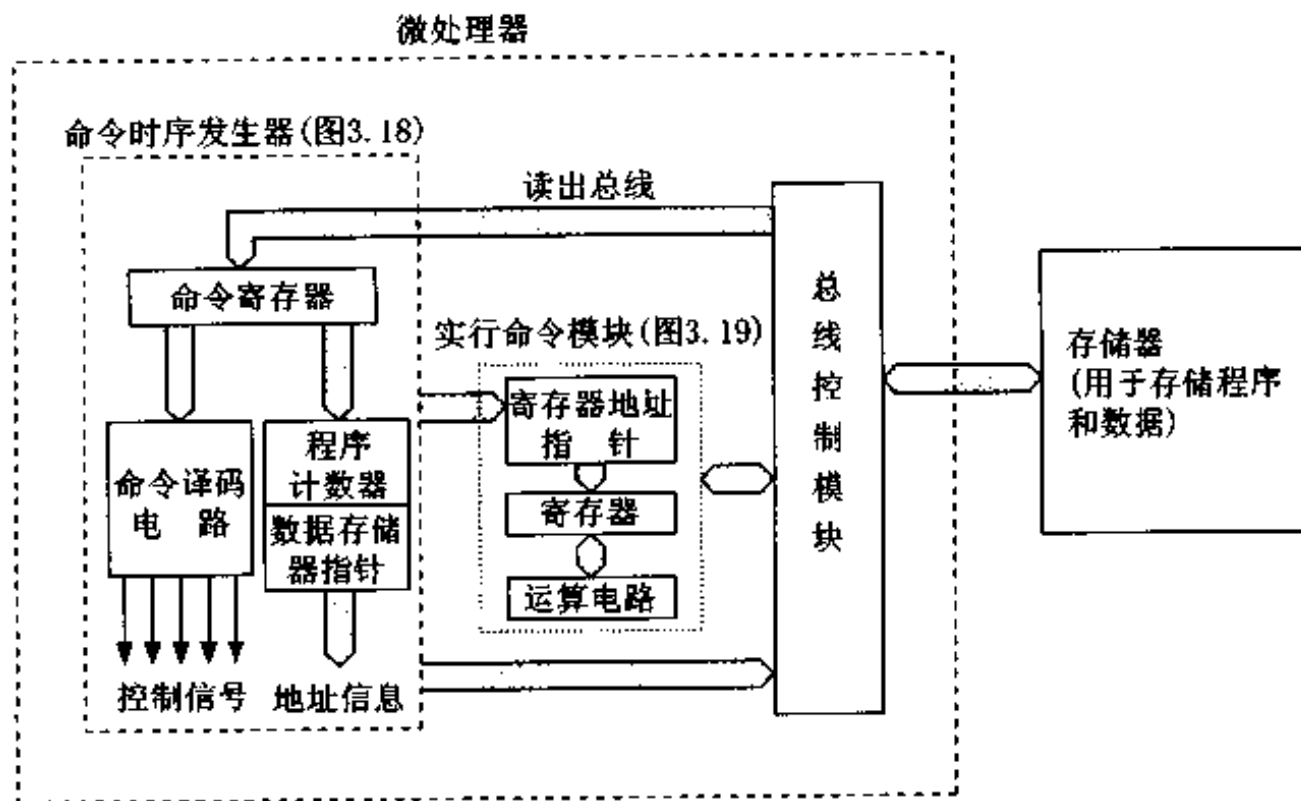 微处理器
命令时序发生器(图3.18)
读出总线
命令寄存器
实行命令模块(图3.19)
寄存器地址
指 针
寄存器
运算电路
命令译码
电 路
程序
计数器
数据存储
器指针
控制信号
地址信息
总
线
控
制
模
块
存储器
(用于存储程序
和数据)